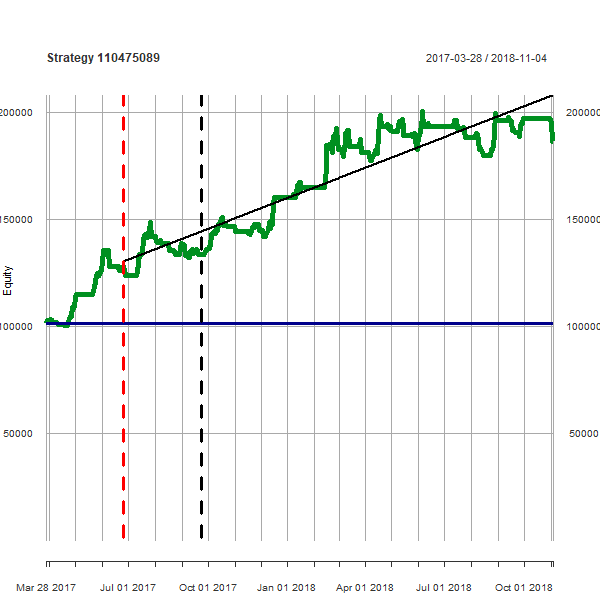 Strategy 110475089
2017-03-28 / 2018-11-04
200000
200000
150000
150000
Equity
100000
100000
50000
50000
Mar 28 2017
Jul 01 2017
Oct 01 2017
Jan 01 2018
Apr 01 2018
Jul 01 2018
Oct 01 2018